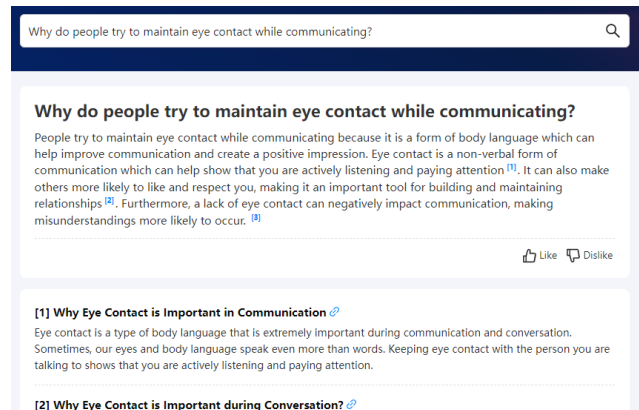 Why do people try to maintain eye contact while communicating?
Why do people try to maintain eye contact while communicating?
People try to maintain eye contact while communicating because it is a form of body language which can
help improve communication and create a positive impression. Eye contact is a non-verbal form of
communication which can help show that you are actively listening and paying attention [1]. It can also make
others more likely to like and respect you, making it an important tool for building and maintaining
relationships [2]. Furthermore, a lack of eye contact can negatively impact communication, making
misunderstandings more likely to occur. [3]
Like Dislike
[1] Why Eye Contact is Important in Communication
Eye contact is a type of body language that is extremely important during communication and conversation.
Sometimes, our eyes and body language speak even more than words. Keeping eye contact with the person you are
talking to shows that you are actively listening and paying attention.
[2] Why Eye Contact is Important during Conversation?